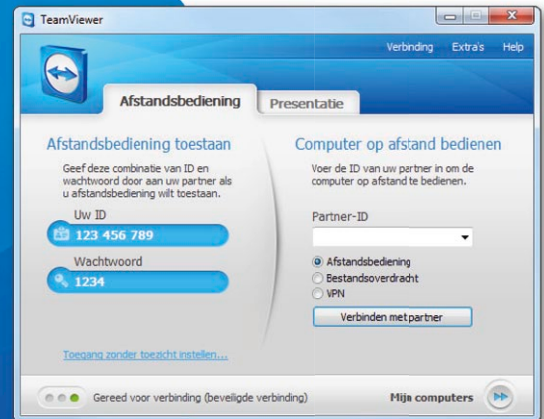 TeamViewer
Verbinding Extra's Help
Afstandsbediening
Presentatie
Afstandsbediening toestaan
Geef deze combinatie van ID en
wachtwoord door aan uw partner als
u afstandsbediening wilt toestaan.
Uw ID
123 456 789
Wachtwoord
1234
Toegang zonder toezicht instellen...
Computer op afstand bedienen
Voer de ID van uw partner in om de
computer op afstand te bedienen.
Partner-ID
Afstandsbediening
Bestandsoverdracht
VPN
Verbinden met partner
Gereed voor verbinding (beveiligde verbinding)
Mijn computers